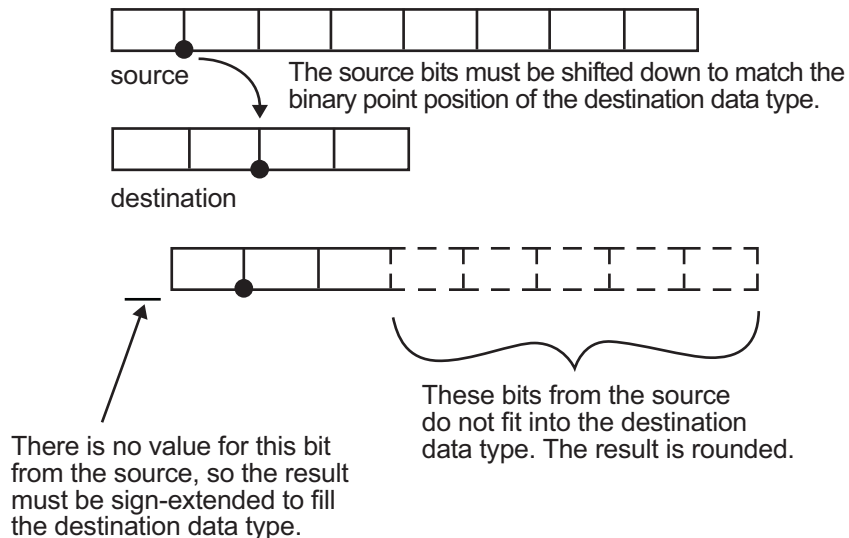 source
The source bits must be shifted down to match the
binary point position of the destination data type.
destination
These bits from the source
do not fit into the destination
data type. The result is rounded.
There is no value for this bit
from the source, so the result
must be sign-extended to fill
the destination data type.